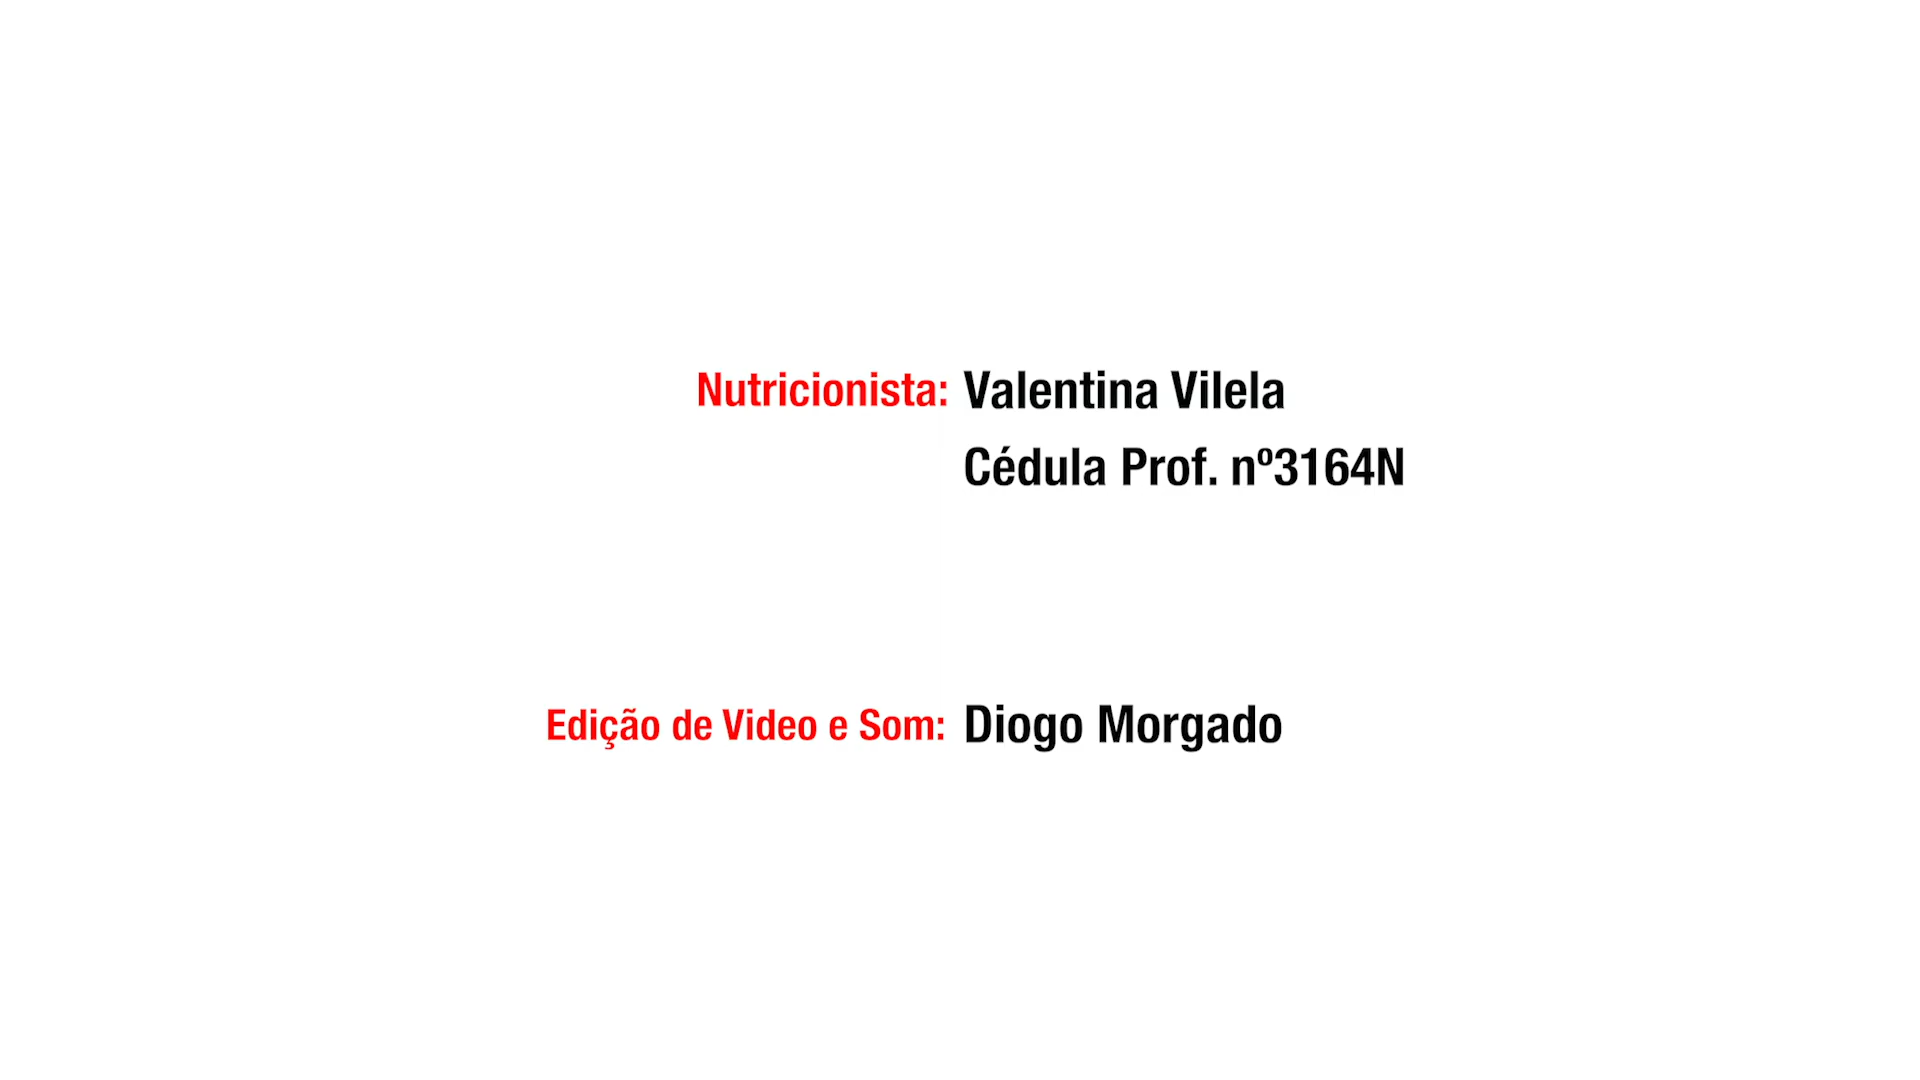 Nutricionista: Valentina Vilela
Cédula Prof. nº3164N
Edição de Video e Som: Diogo Morgado